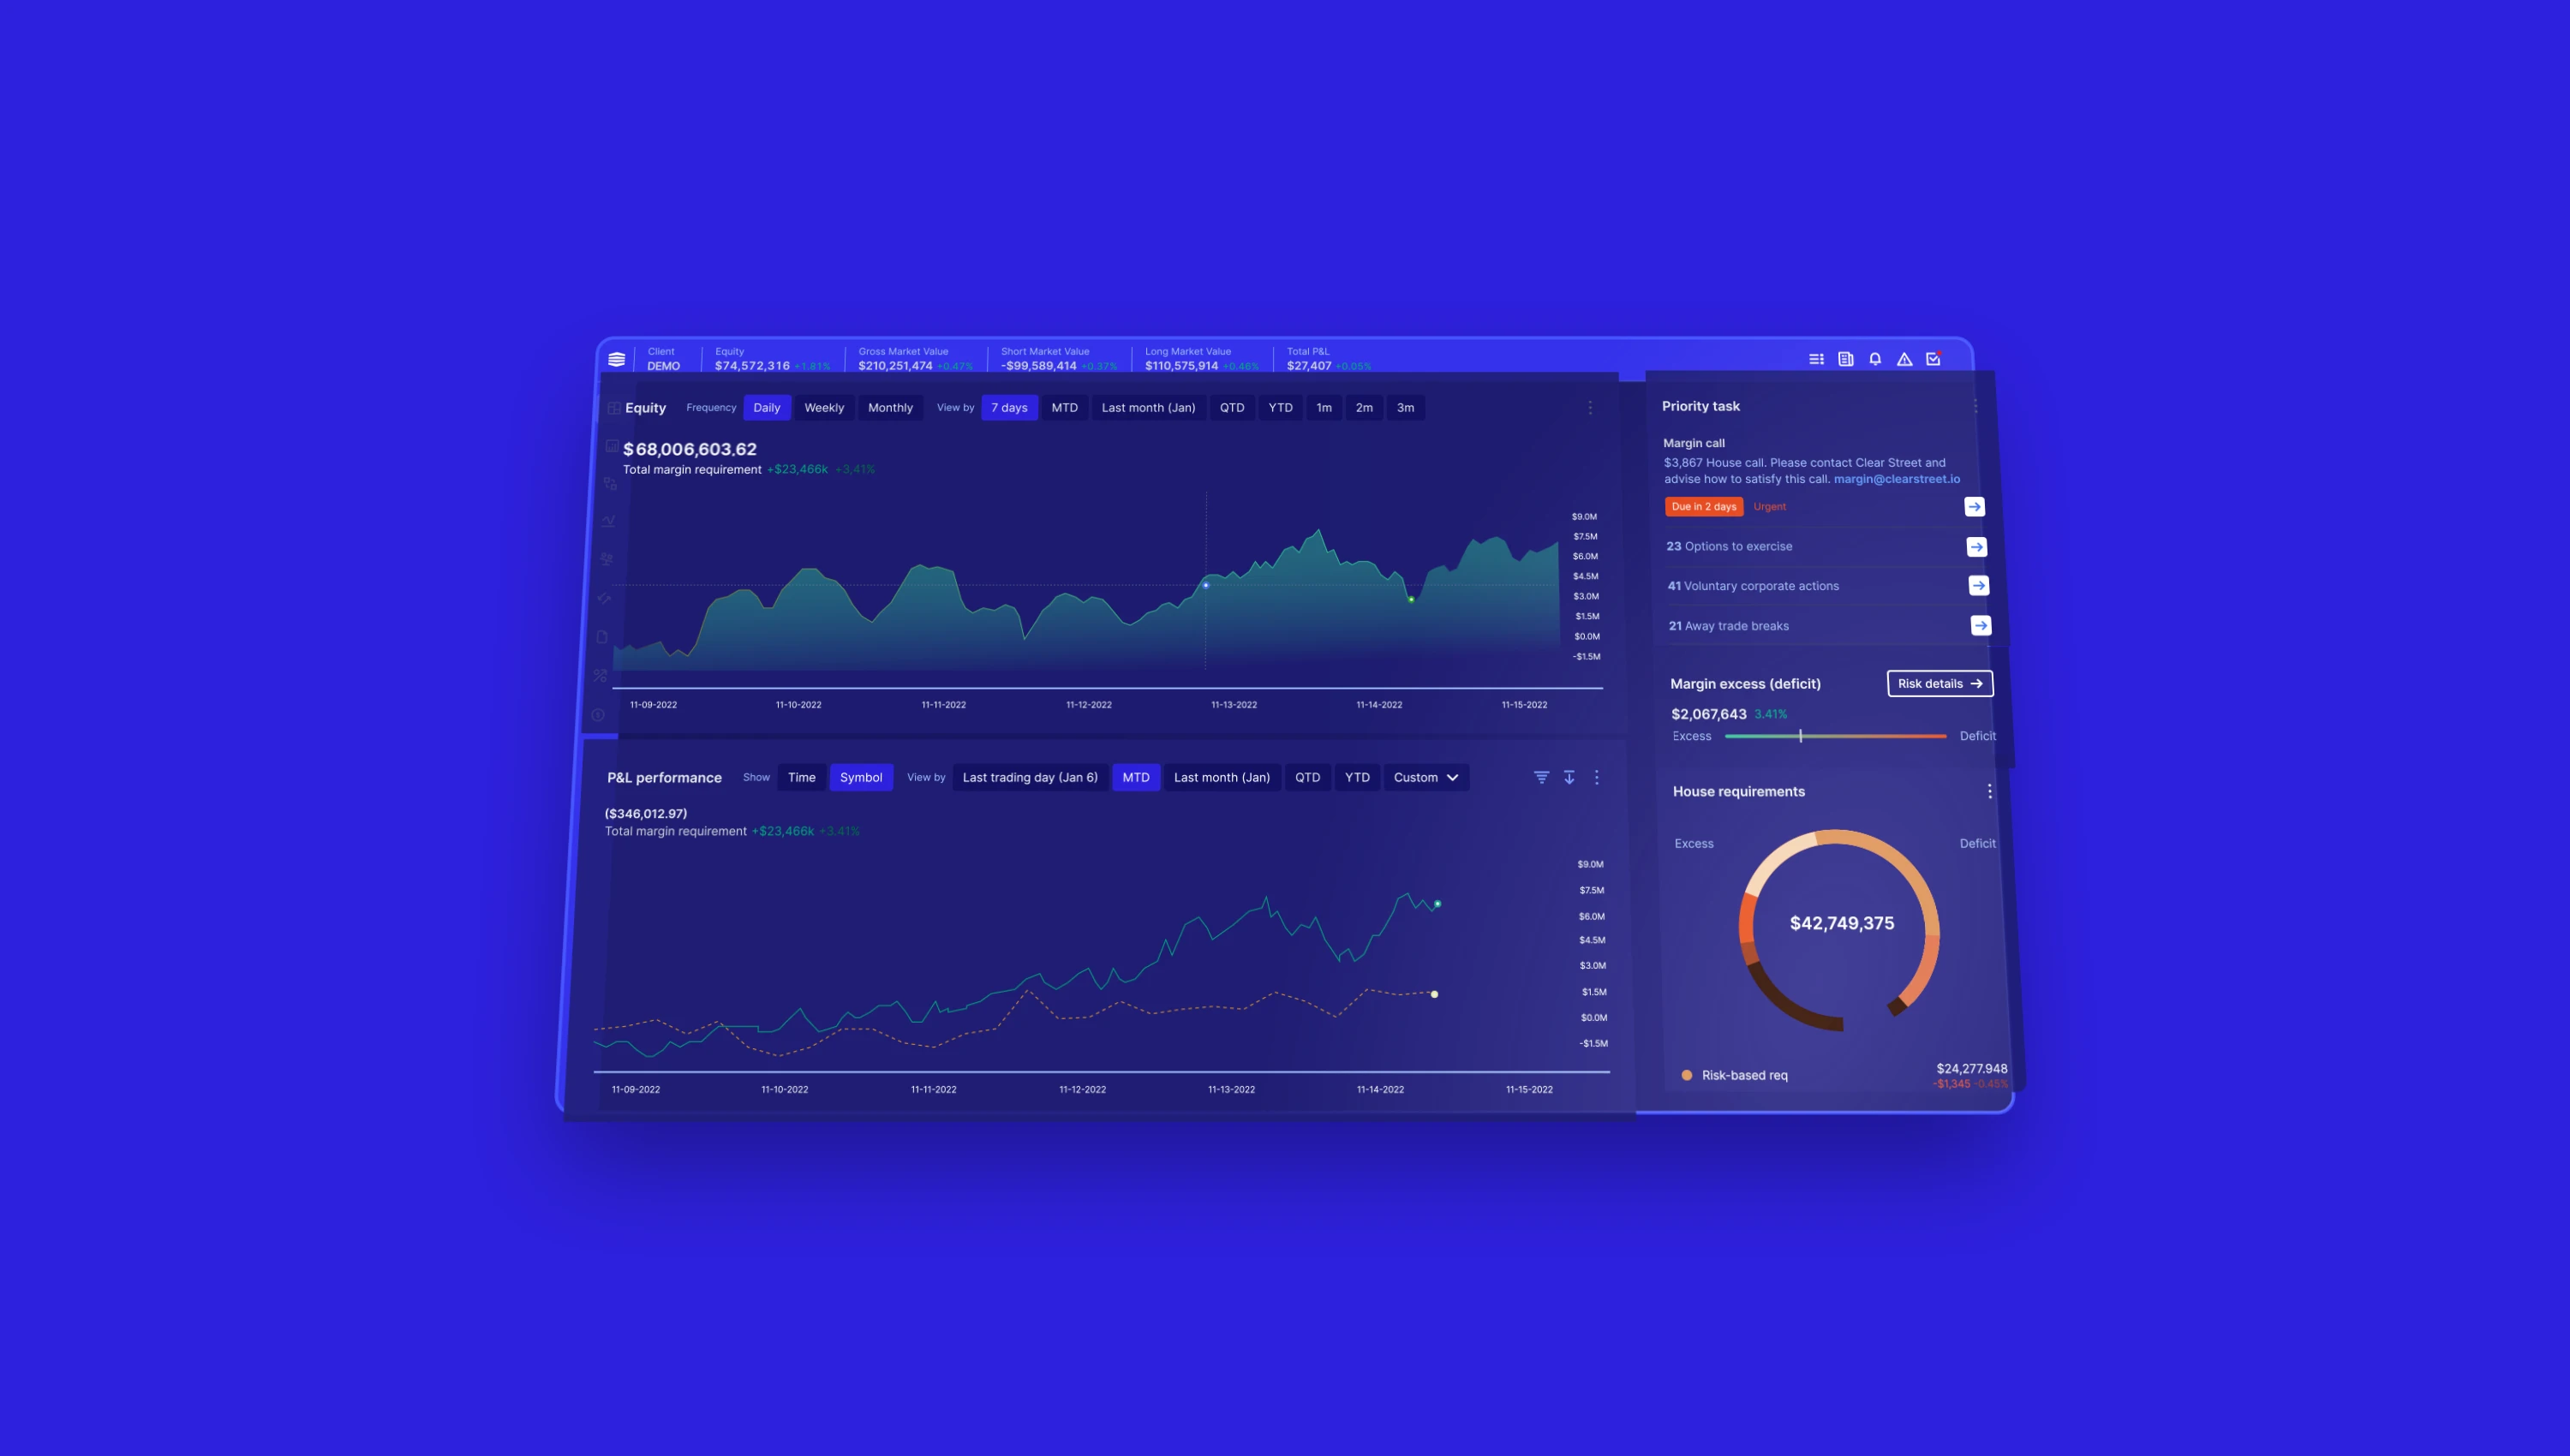 Client Equity Gross Market Value Short Market Value Long Market Value Total P&L
DEMO $74,572,316 +1.81% $210,251,474 +0.47% -$99,589,414 +0.37% $110,575,914 +0.46% $27,407 +0.05%
Equity Frequency Daily Weekly Monthly View by 7 days MTD Last month (Jan) QTD YTD 1m 2m 3m
$68,006,603.62
Total margin requirement +$23,466k +3,41%
$9.0M
$7.5M
$6.0M
$4.5M
$3.0M
$1.5M
$0.0M
-$1.5M
11-09-2022 11-10-2022 11-11-2022 11-12-2022 11-13-2022 11-14-2022 11-15-2022
P&L performance Show Time Symbol View by Last trading day (Jan 6) MTD Last month (Jan) QTD YTD Custom
($346,012.97)
Total margin requirement +$23,466k +3.41%
$9.0M
$7.5M
$6.0M
$4.5M
$3.0M
$1.5M
$0.0M
-$1.5M
11-09-2022 11-10-2022 11-11-2022 11-12-2022 11-13-2022 11-14-2022 11-15-2022
Priority task
Margin call
$3,867 House call. Please contact Clear Street and
advise how to satisfy this call. margin@clearstreet.io
Due in 2 days Urgent
23 Options to exercise
41 Voluntary corporate actions
21 Away trade breaks
Margin excess (deficit) Risk details
$2,067,643 3.41%
Excess Deficit
House requirements
Excess Deficit
$42,749,375
Risk-based req $24,277.948
-$1,345 -0.45%